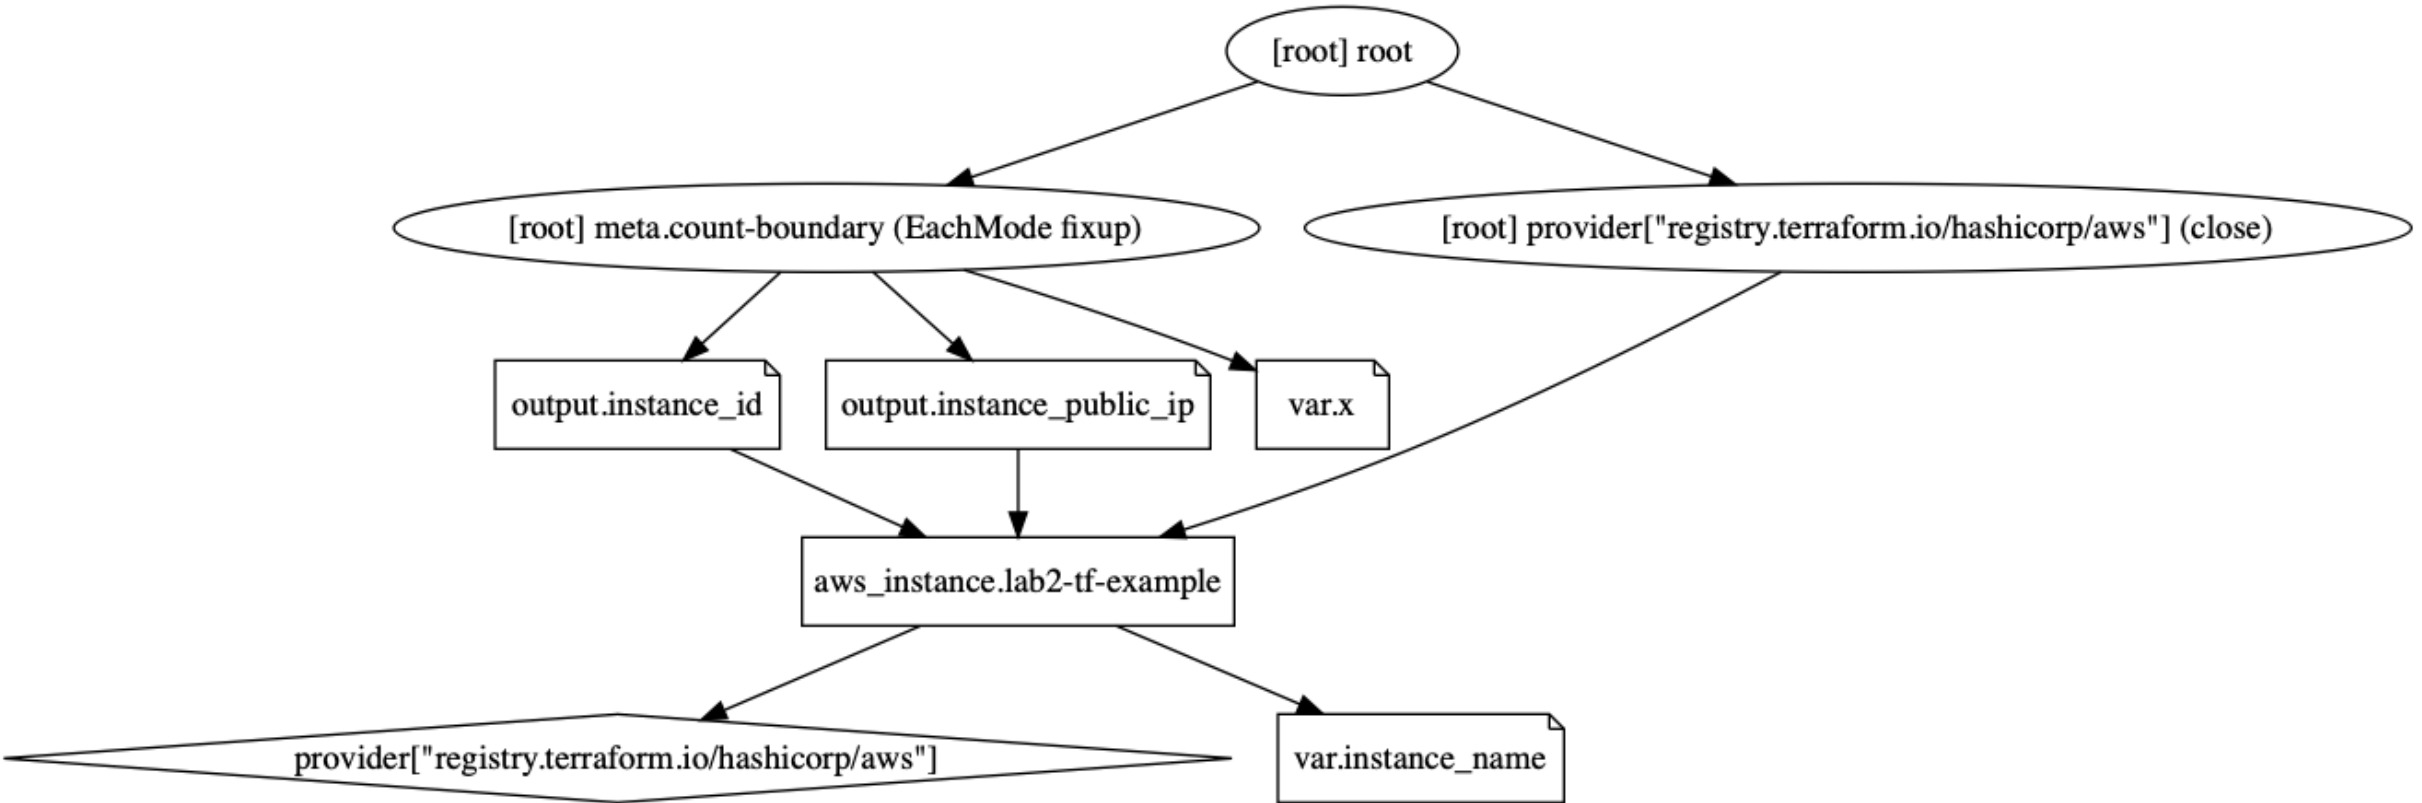 [root] root
[root] meta.count-boundary (EachMode fixup)
[root] provider["registry.terraform.io/hashicorp/aws"] (close)
output.instance_id
output.instance_public_ip
var.x
aws_instance.lab2-tf-example
provider["registry.terraform.io/hashicorp/aws"]
var.instance_name